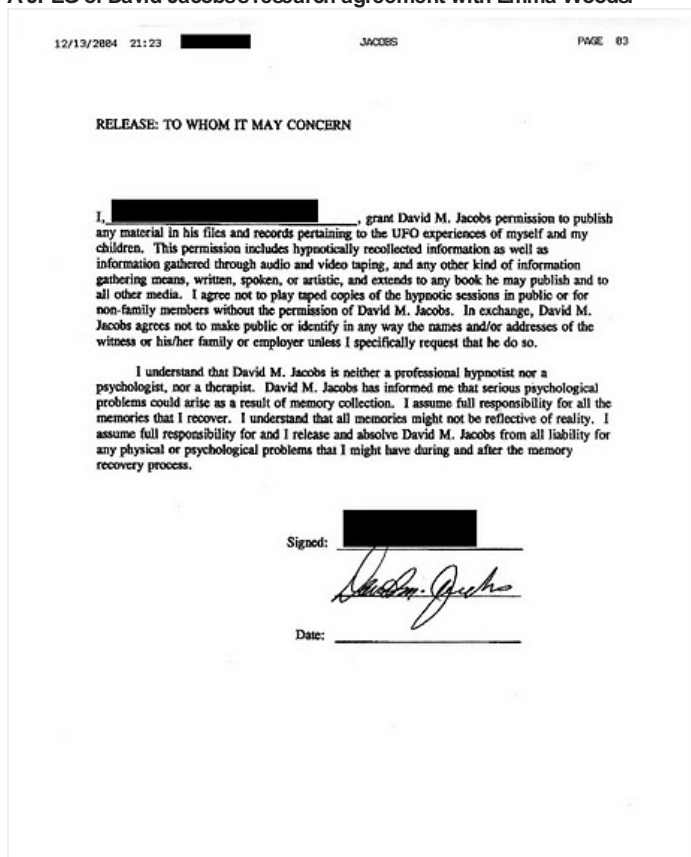 A JPEG of David Jacobs's research agreement with Emma Woods.
12/13/2004 21:23 JACOBS PAGE 03
RELEASE: TO WHOM IT MAY CONCERN
I, , grant David M. Jacobs permission to publish
any material in his files and records pertaining to the UFO experiences of myself and my
children. This permission includes hypnotically recollected information as well as
information gathered through audio and video taping, and any other kind of information
gathering means, written, spoken, or artistic, and extends to any book he may publish and to
all other media. I agree not to play taped copies of the hypnotic sessions in public or for
non-family members without the permission of David M. Jacobs. In exchange, David M.
Jacobs agrees not to make public or identify in any way the names and/or addresses of the
witness or his/her family or employer unless I specifically request that he do so.
I understand that David M. Jacobs is neither a professional hypnotist nor a
psychologist, nor a therapist. David M. Jacobs has informed me that serious psychological
problems could arise as a result of memory collection. I assume full responsibility for all the
memories that I recover. I understand that all memories might not be reflective of reality. I
assume full responsibility for and I release and absolve David M. Jacobs from all liability for
any physical or psychological problems that I might have during and after the memory
recovery process.
Signed:
David M. Jacobs
Date: